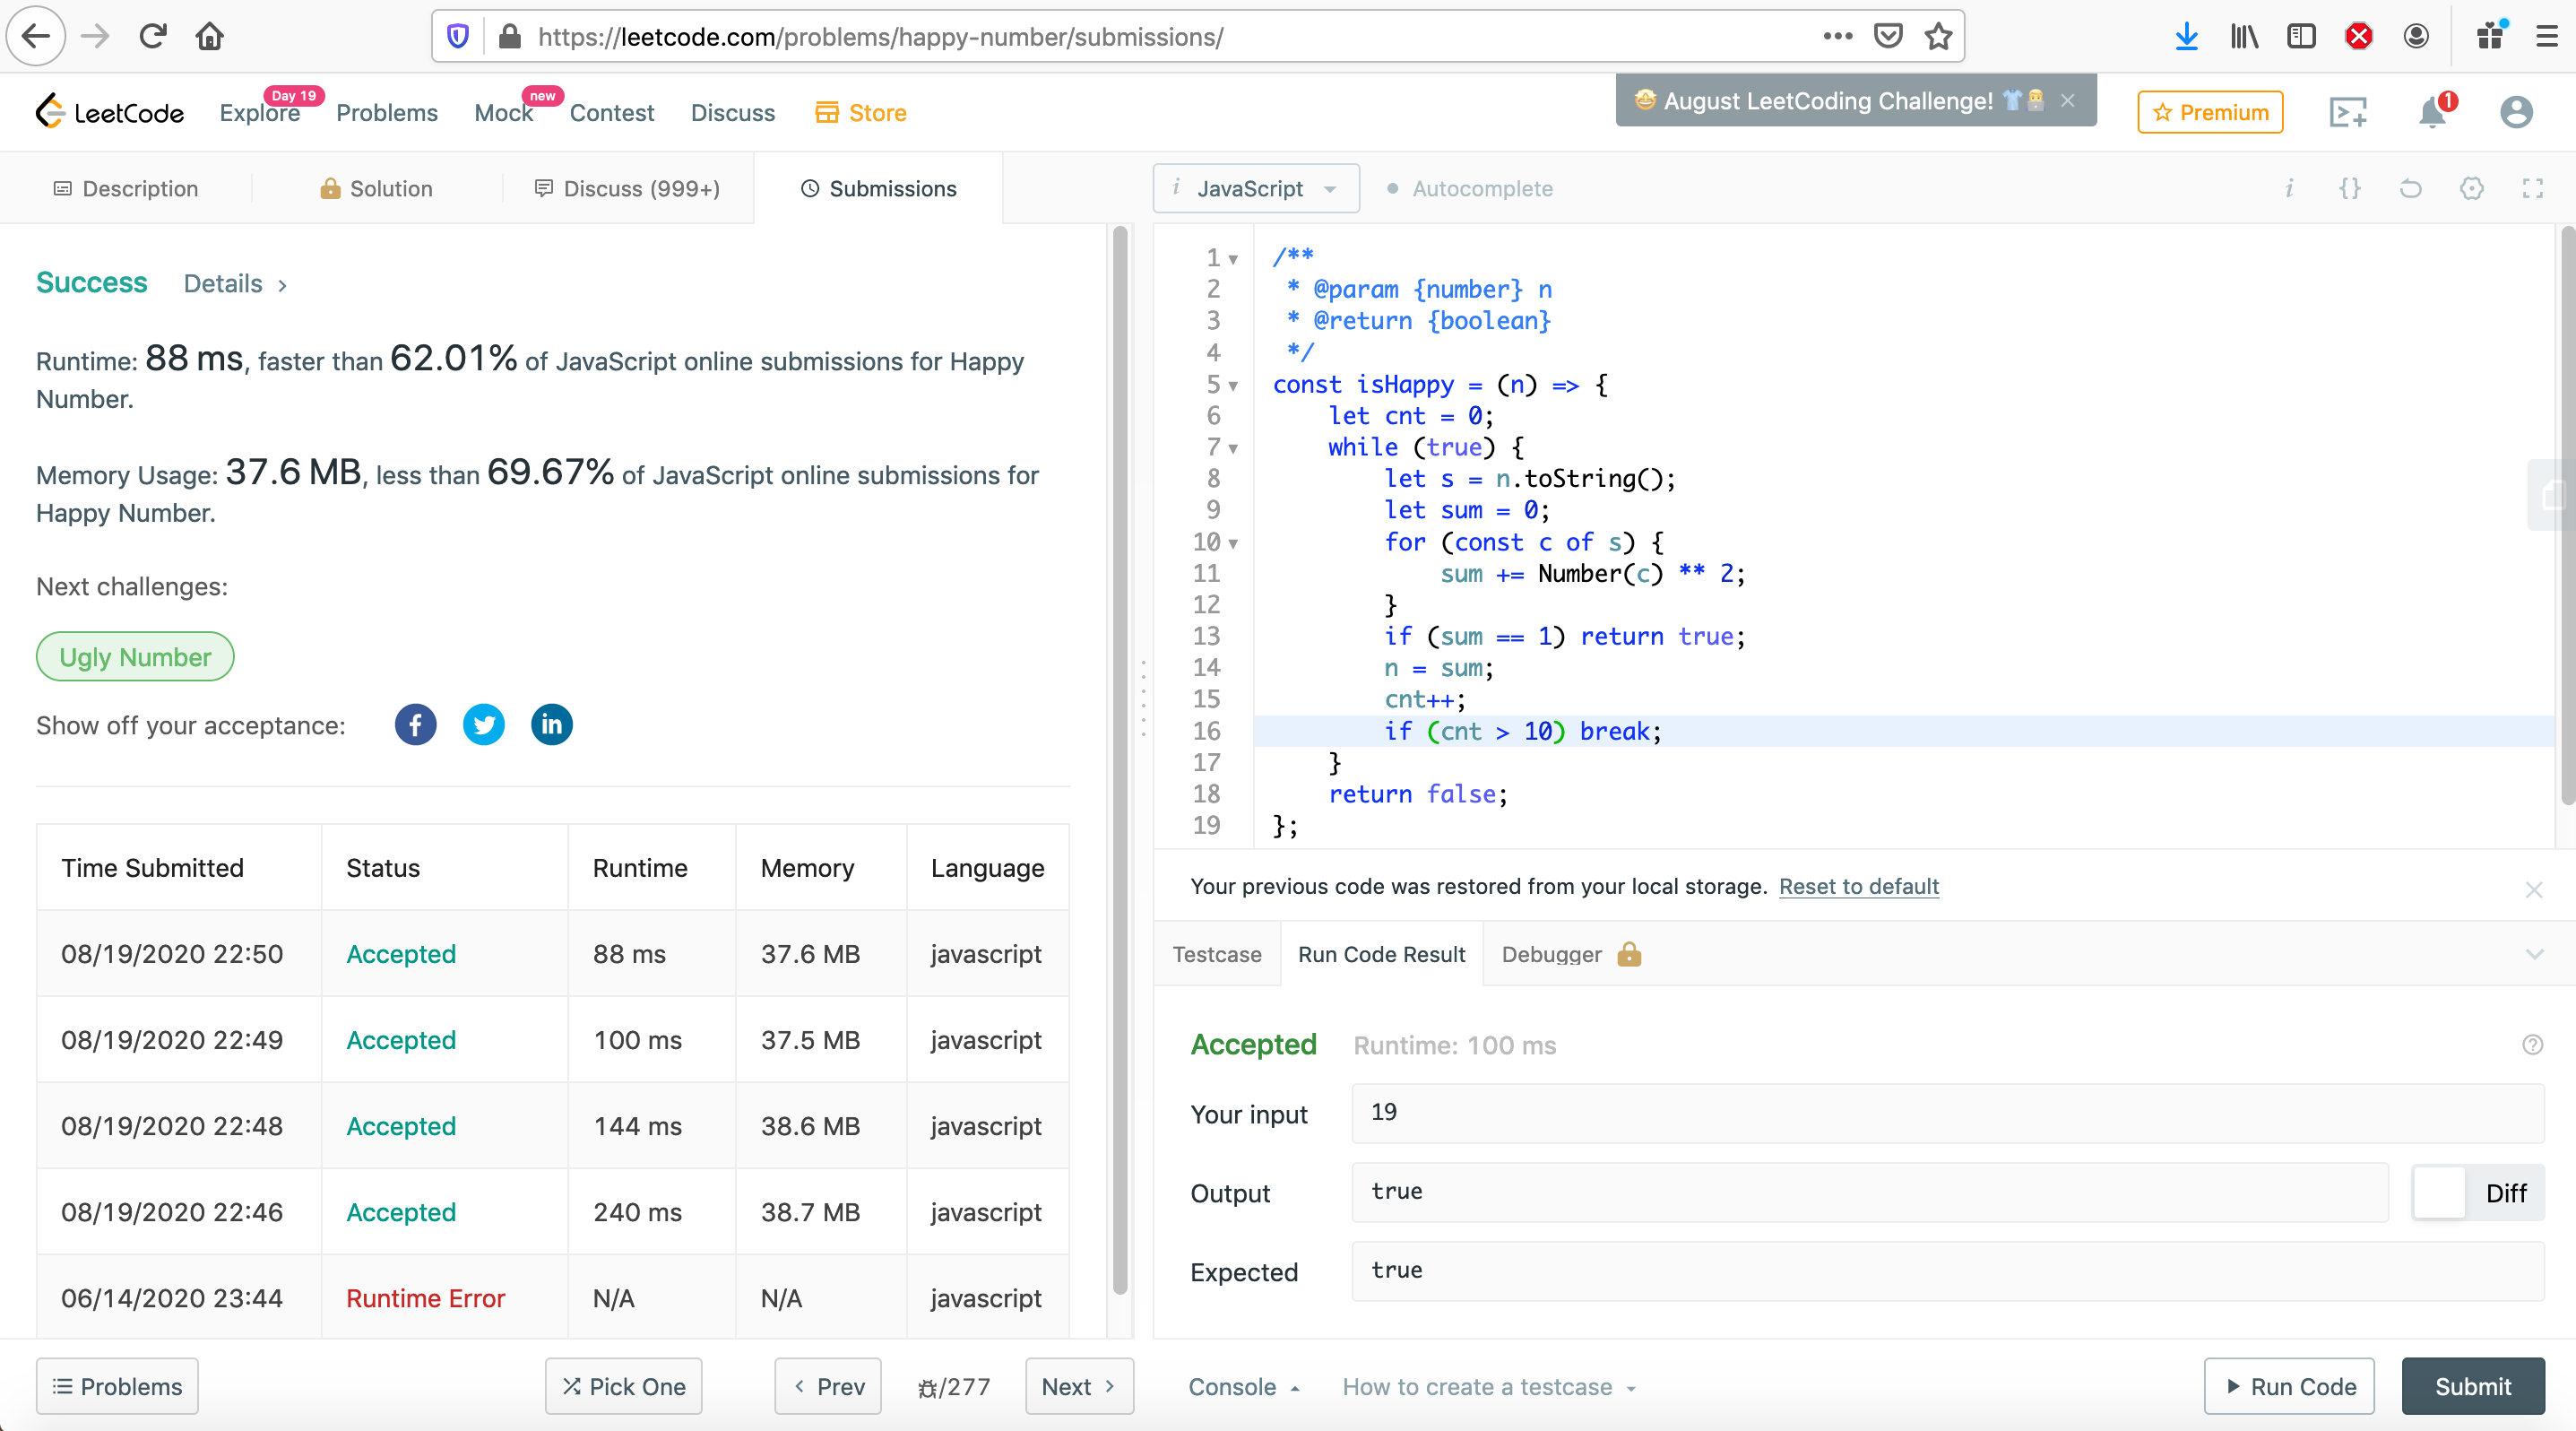 https://leetcode.com/problems/happy-number/submissions/
LeetCode
Explore
Day 19
Problems
Mock
new
Contest
Discuss
Store
🤩 August LeetCoding Challenge! 👕 ×
Premium
1
Description
Solution
Discuss (999+)
Submissions
i JavaScript
Autocomplete
i {}
Success Details >
Runtime: 88 ms, faster than 62.01% of JavaScript online submissions for Happy
Number.
Memory Usage: 37.6 MB, less than 69.67% of JavaScript online submissions for
Happy Number.
Next challenges:
Ugly Number
Show off your acceptance:
f in
Time Submitted Status Runtime Memory Language
08/19/2020 22:50 Accepted 88 ms 37.6 MB javascript
08/19/2020 22:49 Accepted 100 ms 37.5 MB javascript
08/19/2020 22:48 Accepted 144 ms 38.6 MB javascript
08/19/2020 22:46 Accepted 240 ms 38.7 MB javascript
06/14/2020 23:44 Runtime Error N/A N/A javascript
1 /**
2  * @param {number} n
3  * @return {boolean}
4  */
5 const isHappy = (n) => {
6     let cnt = 0;
7     while (true) {
8         let s = n.toString();
9         let sum = 0;
10         for (const c of s) {
11             sum += Number(c) ** 2;
12         }
13         if (sum == 1) return true;
14         n = sum;
15         cnt++;
16         if (cnt > 10) break;
17     }
18     return false;
19 };
Your previous code was restored from your local storage. Reset to default
Testcase Run Code Result Debugger
Accepted Runtime: 100 ms
Your input 19
Output true Diff
Expected true
Problems
Pick One
< Prev
/277
Next >
Console
How to create a testcase
Run Code
Submit